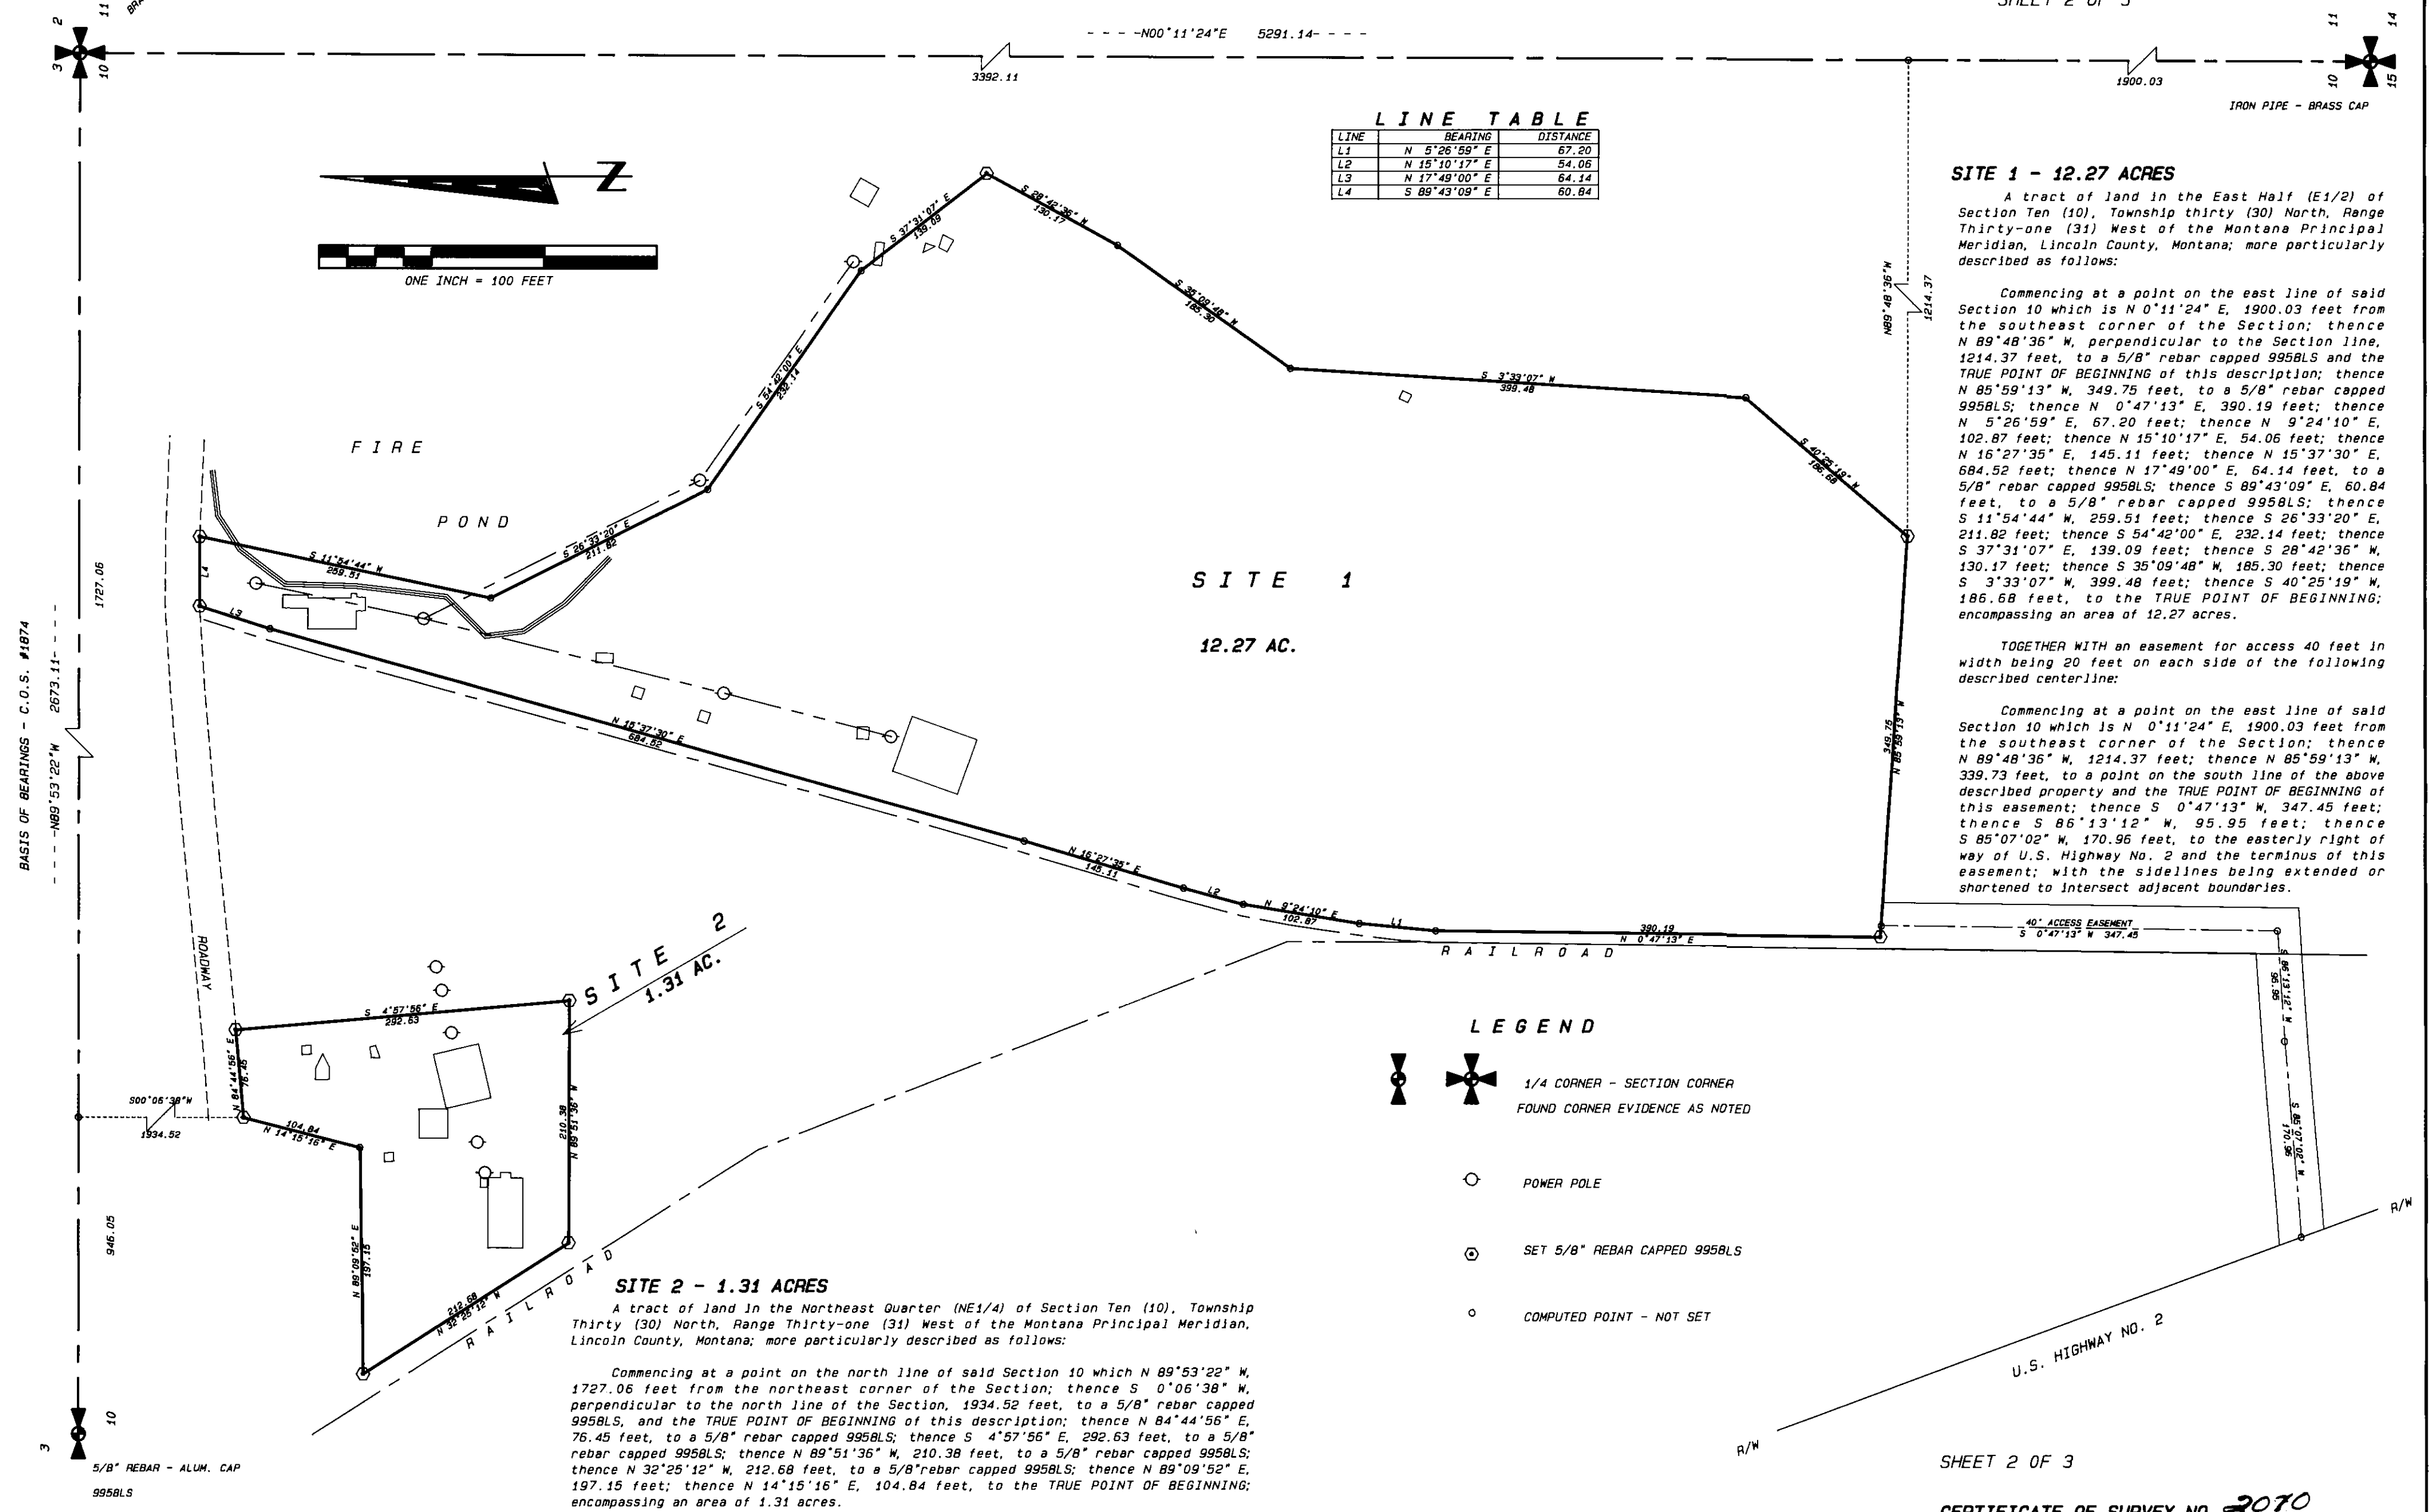 SHEET 2 OF 3
2
11
3
10
- - - -N00°11'24"E 5291.14- - - -
3392.11
1900.03
11
14
10
15
IRON PIPE - BRASS CAP
LINE TABLE
LINE BEARING DISTANCE
L1 N 5°26'59" E 67.20
L2 N 15°10'17" E 54.06
L3 N 17°49'00" E 64.14
L4 S 89°43'09" E 60.84
Z
ONE INCH = 100 FEET
S 37°31'07" E
139.09
S 28°42'36" W
130.17
S 35°09'48" W
185.30
S 3°33'07" W
399.48
S 40°25'19" W
186.68
N89°48'36"W
1214.37
S 54°42'00" E
232.14
FIRE
POND
S 26°33'20" E
211.82
S 11°54'44" W
259.51
L4
L3
SITE 1
12.27 AC.
349.75
N 85°59'13" W
N 15°37'30" E
684.52
N 16°27'35" E
145.11
L2
N 9°24'10" E
102.87
L1
390.19
N 0°47'13" E
RAILROAD
40' ACCESS EASEMENT
S 0°47'13" W 347.45
S 86°13'12" W
95.95
S 85°07'02" W
170.96
R/W
U.S. HIGHWAY NO. 2
R/W
1727.06
BASIS OF BEARINGS - C.O.S. #1874
- - - -N89°53'22"W 2673.11- - - -
ROADWAY
S00°06'38"W
1934.52
946.05
SITE 2
1.31 AC.
S 4°57'56" E
292.63
N 84°44'56" E
76.45
104.84
N 14°15'16" E
210.38
N 89°51'36" W
N 89°09'52" E
197.15
212.68
N 32°25'12" W
RAILROAD
10
3
5/8" REBAR - ALUM. CAP
9958LS
SITE 1 - 12.27 ACRES
A tract of land in the East Half (E1/2) of
Section Ten (10), Township thirty (30) North, Range
Thirty-one (31) West of the Montana Principal
Meridian, Lincoln County, Montana; more particularly
described as follows:
Commencing at a point on the east line of said
Section 10 which is N 0°11'24" E, 1900.03 feet from
the southeast corner of the Section; thence
N 89°48'36" W, perpendicular to the Section line,
1214.37 feet, to a 5/8" rebar capped 9958LS and the
TRUE POINT OF BEGINNING of this description; thence
N 85°59'13" W, 349.75 feet, to a 5/8" rebar capped
9958LS; thence N 0°47'13" E, 390.19 feet; thence
N 5°26'59" E, 67.20 feet; thence N 9°24'10" E,
102.87 feet; thence N 15°10'17" E, 54.06 feet; thence
N 16°27'35" E, 145.11 feet; thence N 15°37'30" E,
684.52 feet; thence N 17°49'00" E, 64.14 feet, to a
5/8" rebar capped 9958LS; thence S 89°43'09" E, 60.84
feet, to a 5/8" rebar capped 9958LS; thence
S 11°54'44" W, 259.51 feet; thence S 26°33'20" E,
211.82 feet; thence S 54°42'00" E, 232.14 feet; thence
S 37°31'07" E, 139.09 feet; thence S 28°42'36" W,
130.17 feet; thence S 35°09'48" W, 185.30 feet; thence
S 3°33'07" W, 399.48 feet; thence S 40°25'19" W,
186.68 feet, to the TRUE POINT OF BEGINNING;
encompassing an area of 12.27 acres.
TOGETHER WITH an easement for access 40 feet in
width being 20 feet on each side of the following
described centerline:
Commencing at a point on the east line of said
Section 10 which is N 0°11'24" E, 1900.03 feet from
the southeast corner of the Section; thence
N 89°48'36" W, 1214.37 feet; thence N 85°59'13" W,
339.73 feet, to a point on the south line of the above
described property and the TRUE POINT OF BEGINNING of
this easement; thence S 0°47'13" W, 347.45 feet;
thence S 86°13'12" W, 95.95 feet; thence
S 85°07'02" W, 170.96 feet, to the easterly right of
way of U.S. Highway No. 2 and the terminus of this
easement; with the sidelines being extended or
shortened to intersect adjacent boundaries.
LEGEND
1/4 CORNER - SECTION CORNER
FOUND CORNER EVIDENCE AS NOTED
POWER POLE
SET 5/8" REBAR CAPPED 9958LS
COMPUTED POINT - NOT SET
SITE 2 - 1.31 ACRES
A tract of land in the Northeast Quarter (NE1/4) of Section Ten (10), Township
Thirty (30) North, Range Thirty-one (31) West of the Montana Principal Meridian,
Lincoln County, Montana; more particularly described as follows:
Commencing at a point on the north line of said Section 10 which N 89°53'22" W,
1727.06 feet from the northeast corner of the Section; thence S 0°06'38" W,
perpendicular to the north line of the Section, 1934.52 feet, to a 5/8" rebar capped
9958LS, and the TRUE POINT OF BEGINNING of this description; thence N 84°44'56" E,
76.45 feet, to a 5/8" rebar capped 9958LS; thence S 4°57'56" E, 292.63 feet, to a 5/8"
rebar capped 9958LS; thence N 89°51'36" W, 210.38 feet, to a 5/8" rebar capped 9958LS;
thence N 32°25'12" W, 212.68 feet, to a 5/8"rebar capped 9958LS; thence N 89°09'52" E,
197.15 feet; thence N 14°15'16" E, 104.84 feet, to the TRUE POINT OF BEGINNING;
encompassing an area of 1.31 acres.
SHEET 2 OF 3
CERTIFICATE OF SURVEY NO. 2070